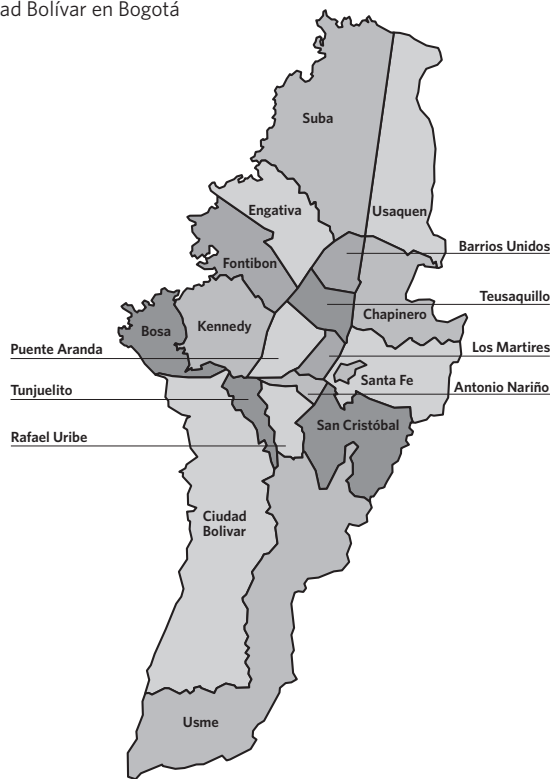 ad Bolívar en Bogotá
Suba
Usaquen
Engativa
Barrios Unidos
Fontibon
Teusaquillo
Chapinero
Bosa
Kennedy
Los Martires
Puente Aranda
Santa Fe
Antonio Nariño
Tunjuelito
San Cristóbal
Rafael Uribe
Ciudad
Bolivar
Usme